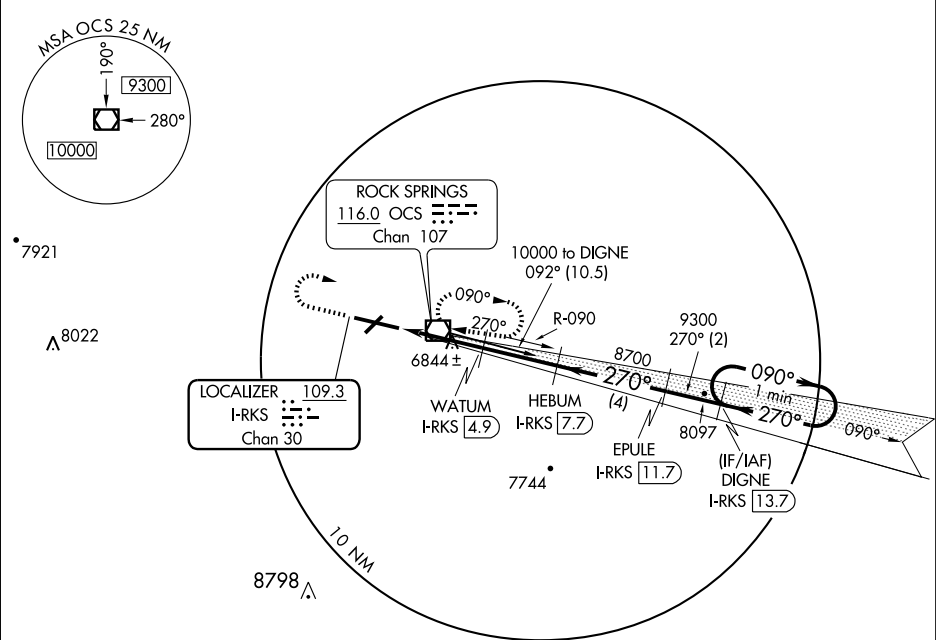 MSA OCS 25 NM
190°
9300
280°
10000
ROCK SPRINGS
116.0 OCS
Chan 107
7921
10000 to DIGNE
092° (10.5)
090°
270°
R-090
8022
9300
270° (2)
8700
6844 ±
090°
1 min
270°
270°
(4)
090°
LOCALIZER 109.3
I-RKS
Chan 30
WATUM
I-RKS 4.9
HEBUM
I-RKS 7.7
8097
EPULE
I-RKS 11.7
(IF/IAF)
DIGNE
I-RKS 13.7
7744
10 NM
8798